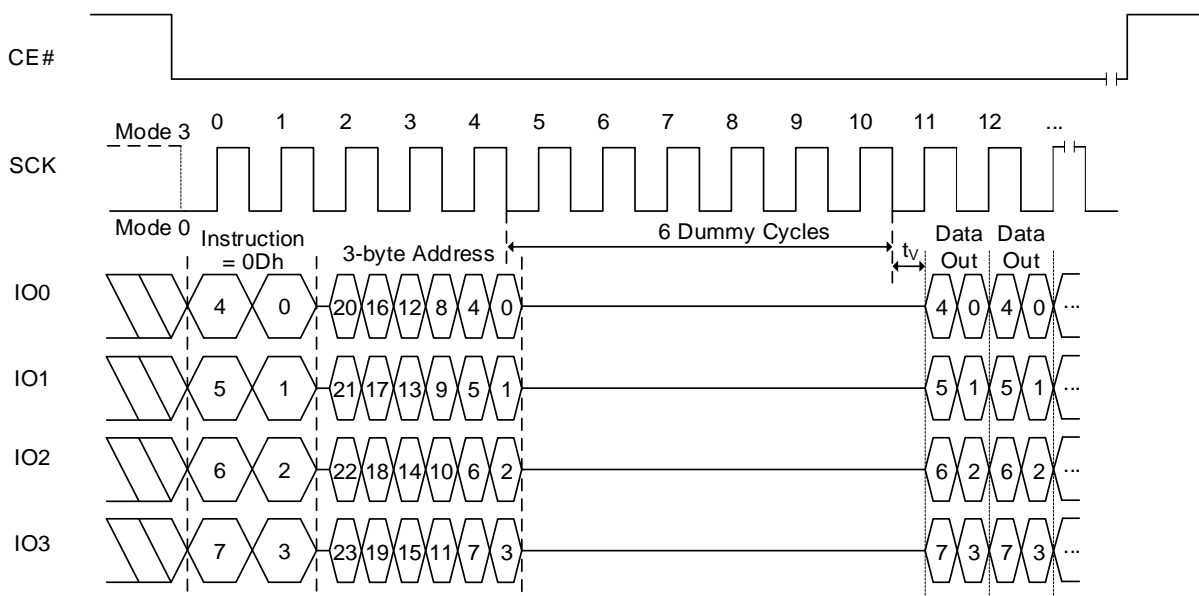 CE#
0 1 2 3 4 5 6 7 8 9 10 11 12 ...
Mode 3
SCK
Mode 0
Instruction
= 0Dh
3-byte Address
6 Dummy Cycles
tV
Data
Out
Data
Out
IO0
4 0 20 16 12 8 4 0 4 0 4 0 ...
IO1
5 1 21 17 13 9 5 1 5 1 5 1 ...
IO2
6 2 22 18 14 10 6 2 6 2 6 2 ...
IO3
7 3 23 19 15 11 7 3 7 3 7 3 ...